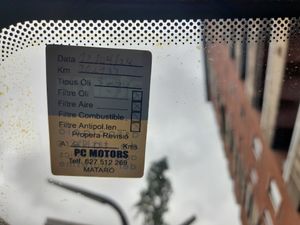 Data
Km
Tipus Oli
Filtre Oli
Filtre Aire
Filtre Combustible
Filtre Antipol.len
Propera Revisió
A) Kms
PC MOTORS
Telf. 627 512 269
MATARÓ